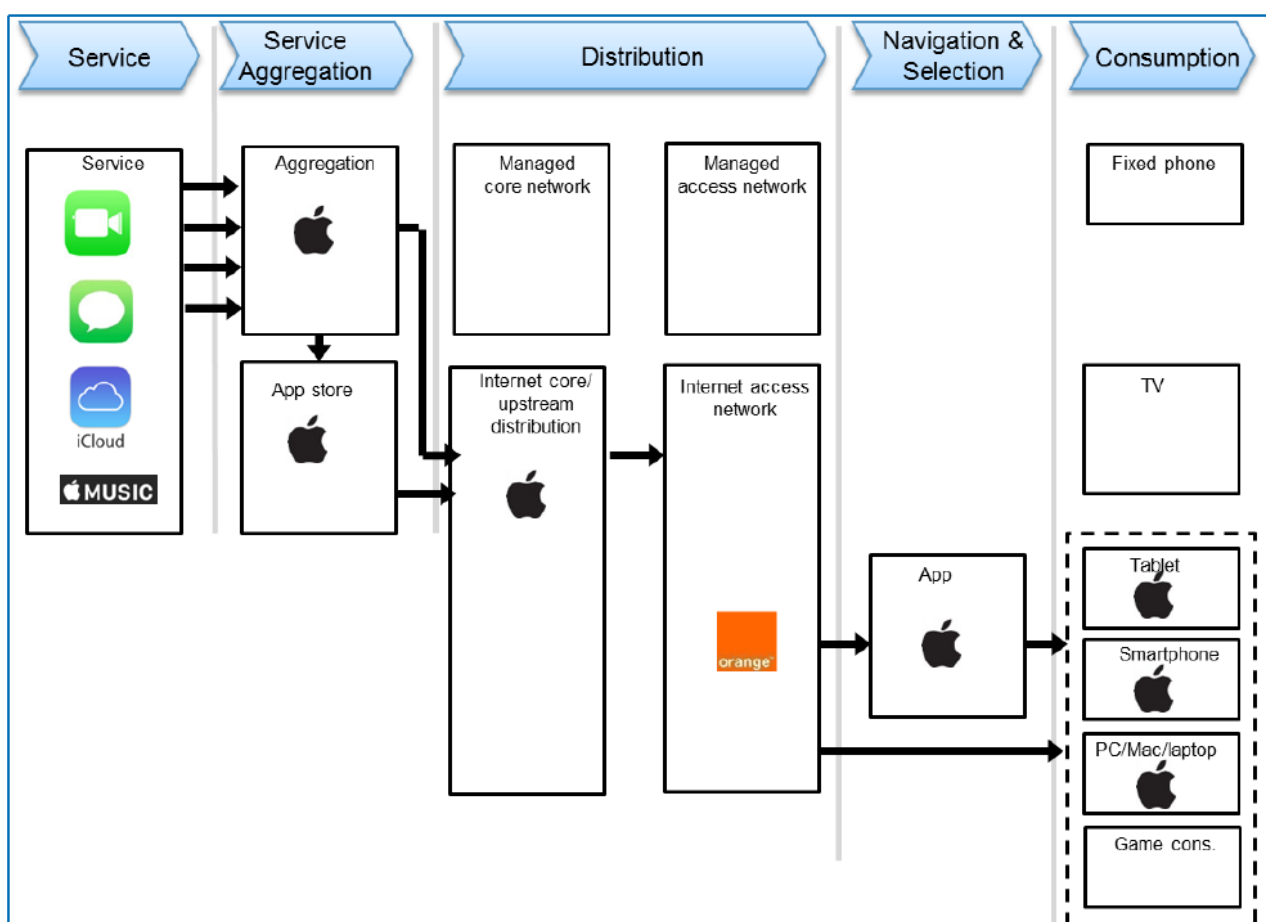 Service
Service
Aggregation
Distribution
Navigation &
Selection
Consumption
Service
iCloud
MUSIC
Aggregation
App store
Managed
core network
Managed
access network
Internet core/
upstream
distribution
Internet access
network
orange™
App
Fixed phone
TV
Tablet
Smartphone
PC/Mac/laptop
Game cons.